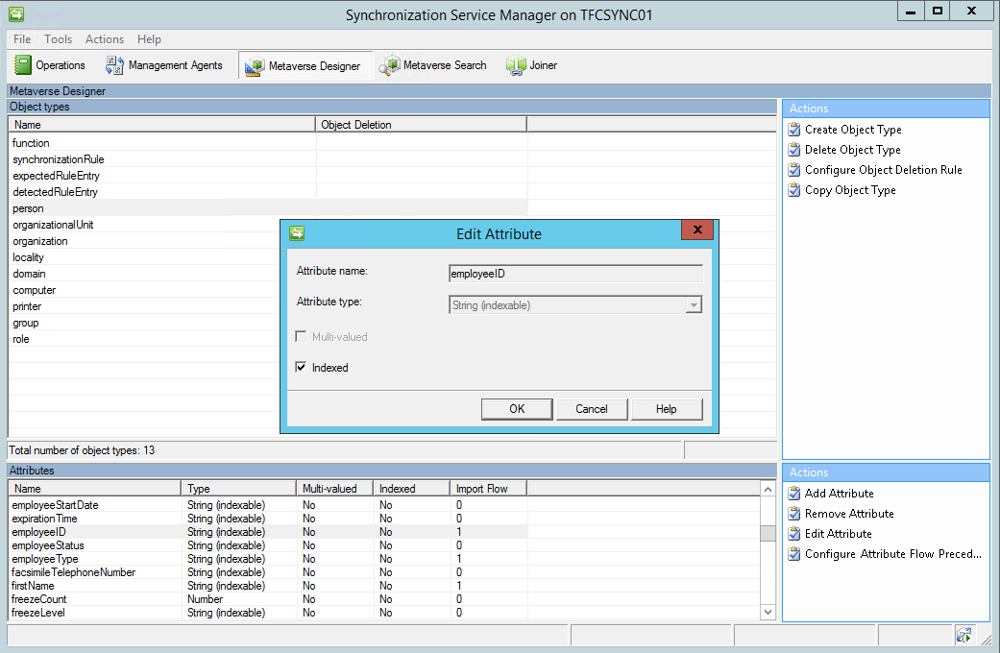 Synchronization Service Manager on TFCSYNC01
File Tools Actions Help
Operations Management Agents Metaverse Designer Metaverse Search Joiner
Metaverse Designer
Object types
Name Object Deletion
function
synchronizationRule
expectedRuleEntry
detectedRuleEntry
person
organizationalUnit
organization
locality
domain
computer
printer
group
role
Total number of object types: 13
Actions
Create Object Type
Delete Object Type
Configure Object Deletion Rule
Copy Object Type
Edit Attribute
X
Attribute name: employeeID
Attribute type: String (indexable)
Multi-valued
Indexed
OK Cancel Help
Attributes
Name Type Multi-valued Indexed Import Flow
employeeStartDate String (indexable) No No 0
expirationTime String (indexable) No No 0
employeeID String (indexable) No No 1
employeeStatus String (indexable) No No 0
employeeType String (indexable) No No 1
facsimileTelephoneNumber String (indexable) No No 0
firstName String (indexable) No No 1
freezeCount Number No No 0
freezeLevel String (indexable) No No 0
Actions
Add Attribute
Remove Attribute
Edit Attribute
Configure Attribute Flow Preced...